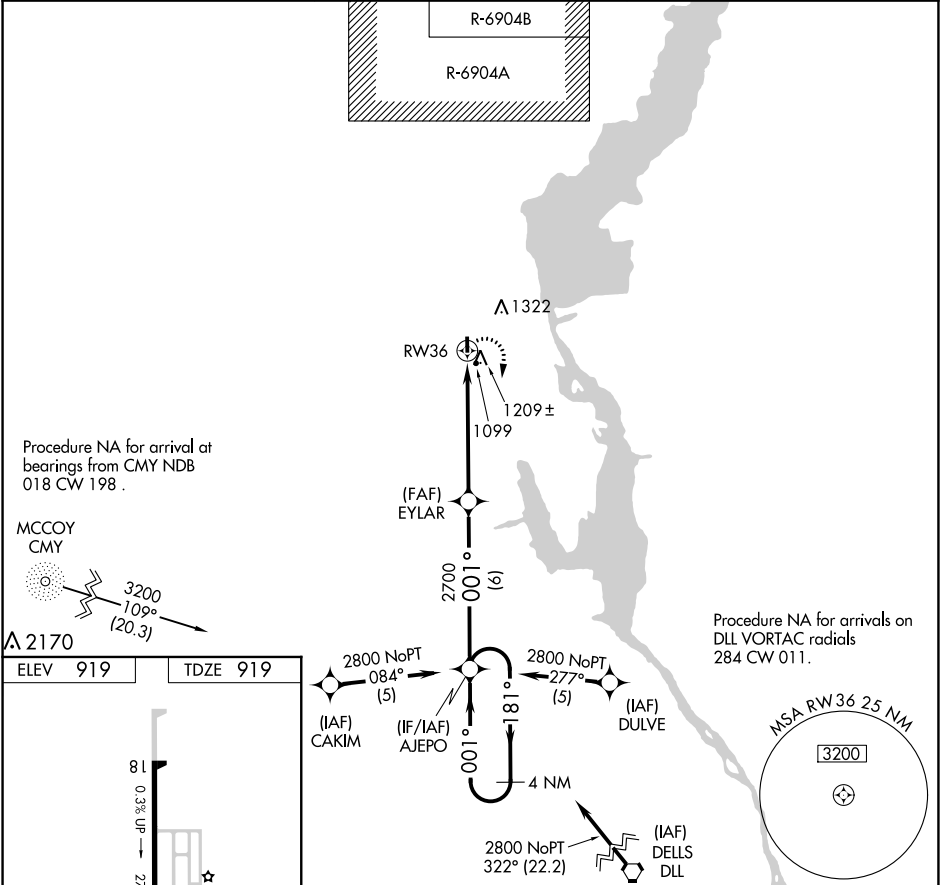 R-6904B
R-6904A
1322
RW36
1209 ±
1099
Procedure NA for arrival at
bearings from CMY NDB
018 CW 198 .
(FAF)
EYLAR
MCCOY
CMY
3200
109°
(20.3)
2700
001°
(6)
2170
Procedure NA for arrivals on
DLL VORTAC radials
284 CW 011.
ELEV 919
TDZE 919
2800 NoPT
084°
(5)
2800 NoPT
277°
(5)
(IAF)
CAKIM
(IF/IAF)
AJEPO
181°
001°
(IAF)
DULVE
MSA RW36 25 NM
3200
4 NM
18
0.3% UP
2800 NoPT
322° (22.2)
(IAF)
DELLS
DLL